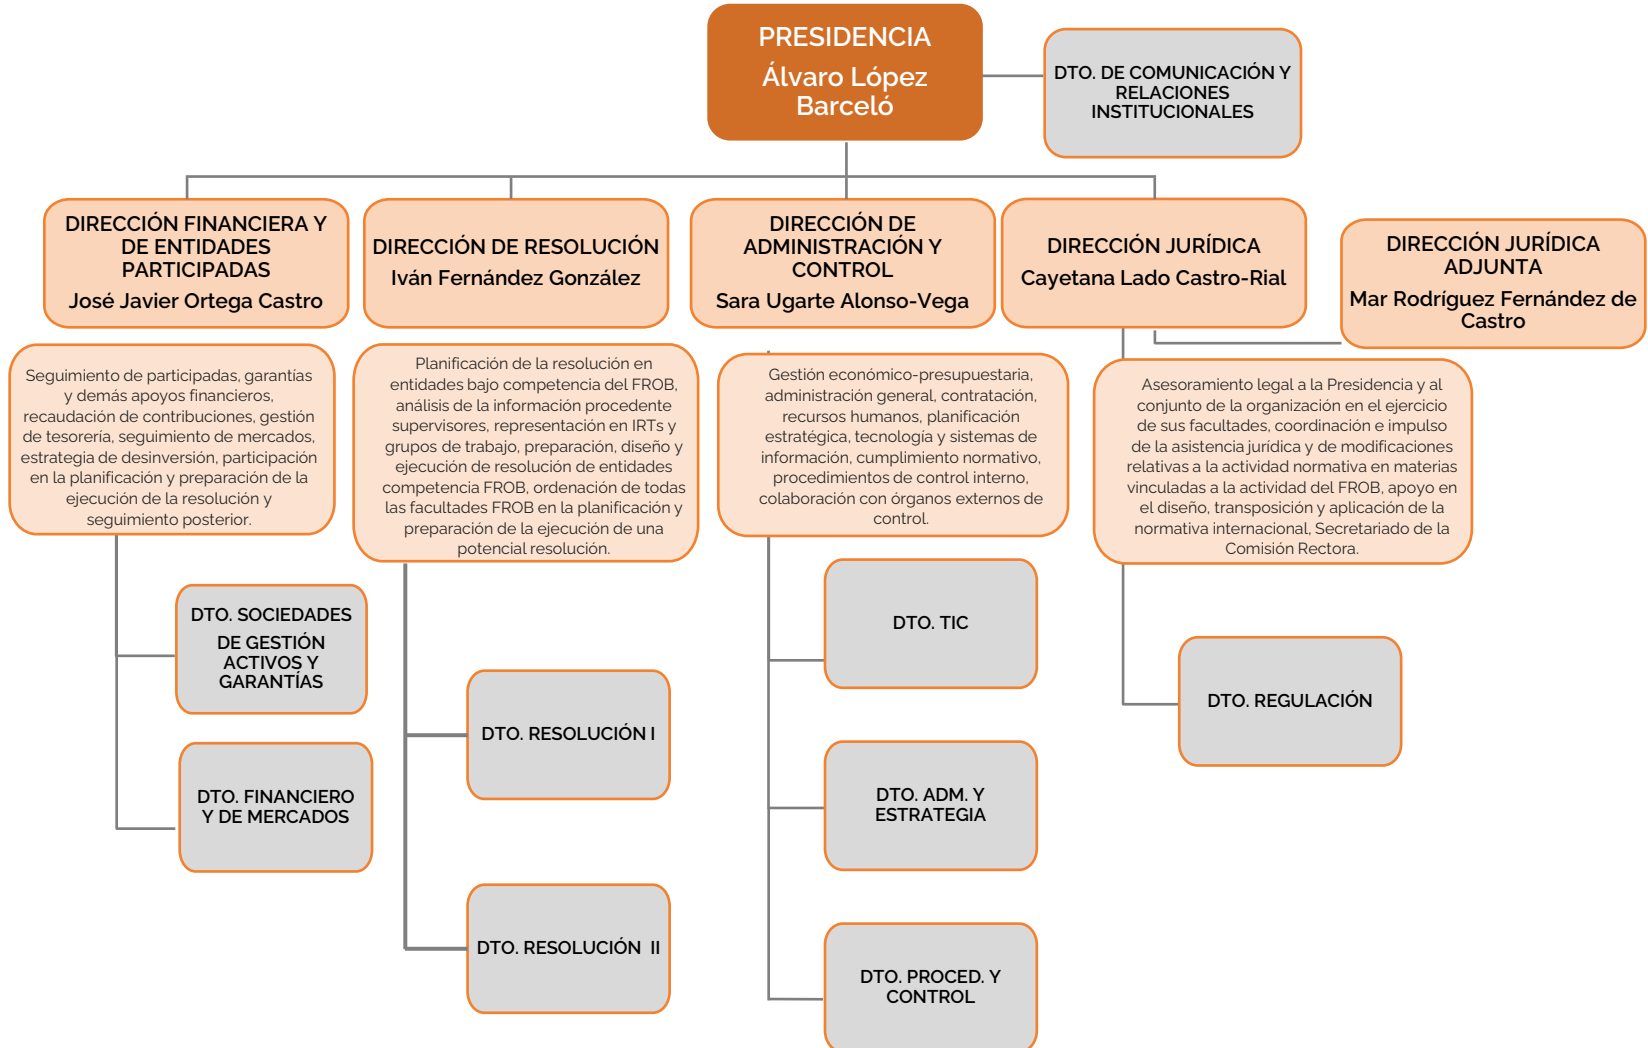 PRESIDENCIA
Álvaro López
Barceló
DTO. DE COMUNICACIÓN Y
RELACIONES
INSTITUCIONALES
DIRECCIÓN FINANCIERA Y
DE ENTIDADES
PARTICIPADAS
José Javier Ortega Castro
DIRECCIÓN DE RESOLUCIÓN
Iván Fernández González
DIRECCIÓN DE
ADMINISTRACIÓN Y
CONTROL
Sara Ugarte Alonso-Vega
DIRECCIÓN JURÍDICA
Cayetana Lado Castro-Rial
DIRECCIÓN JURÍDICA
ADJUNTA
Mar Rodríguez Fernández de
Castro
Seguimiento de participadas, garantías
y demás apoyos financieros,
recaudación de contribuciones, gestión
de tesorería, seguimiento de mercados,
estrategia de desinversión, participación
en la planificación y preparación de la
ejecución de la resolución y
seguimiento posterior.
Planificación de la resolución en
entidades bajo competencia del FROB,
análisis de la información procedente
supervisores, representación en IRTs y
grupos de trabajo, preparación, diseño y
ejecución de resolución de entidades
competencia FROB, ordenación de todas
las facultades FROB en la planificación y
preparación de la ejecución de una
potencial resolución.
Gestión económico-presupuestaria,
administración general, contratación,
recursos humanos, planificación
estratégica, tecnología y sistemas de
información, cumplimiento normativo,
procedimientos de control interno,
colaboración con órganos externos de
control.
Asesoramiento legal a la Presidencia y al
conjunto de la organización en el ejercicio
de sus facultades, coordinación e impulso
de la asistencia jurídica y de modificaciones
relativas a la actividad normativa en materias
vinculadas a la actividad del FROB, apoyo en
el diseño, transposición y aplicación de la
normativa internacional, Secretariado de la
Comisión Rectora.
DTO. SOCIEDADES
DE GESTIÓN
ACTIVOS Y
GARANTÍAS
DTO. FINANCIERO
Y DE MERCADOS
DTO. RESOLUCIÓN I
DTO. RESOLUCIÓN II
DTO. TIC
DTO. ADM. Y
ESTRATEGIA
DTO. PROCED. Y
CONTROL
DTO. REGULACIÓN